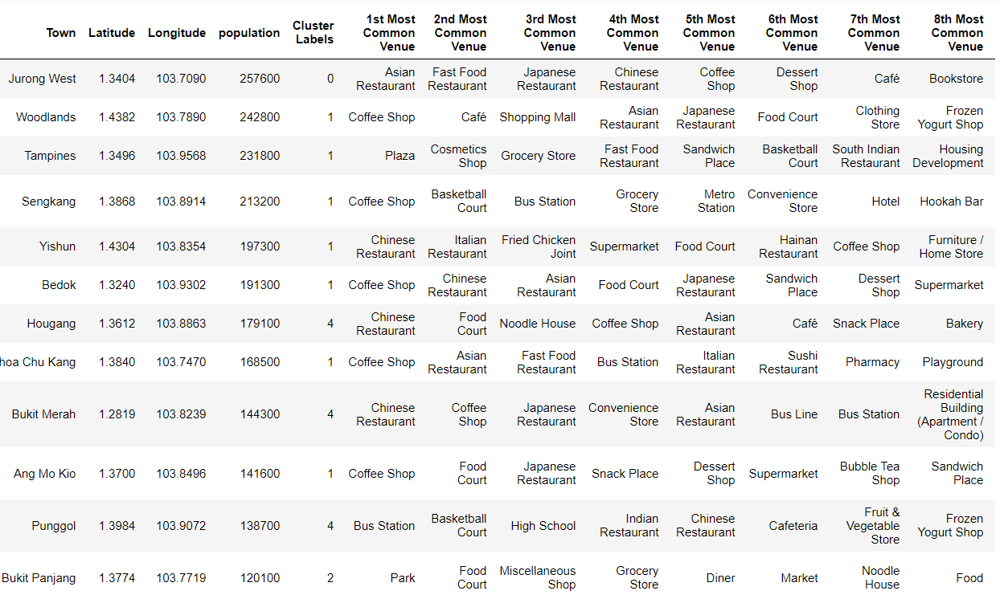 Town Latitude Longitude population Cluster Labels 1st Most Common Venue 2nd Most Common Venue 3rd Most Common Venue 4th Most Common Venue 5th Most Common Venue 6th Most Common Venue 7th Most Common Venue 8th Most Common Venue
Jurong West 1.3404 103.7090 257600 0 Asian Restaurant Fast Food Restaurant Japanese Restaurant Chinese Restaurant Coffee Shop Dessert Shop Café Bookstore
Woodlands 1.4382 103.7890 242800 1 Coffee Shop Café Shopping Mall Asian Restaurant Japanese Restaurant Food Court Clothing Store Frozen Yogurt Shop
Tampines 1.3496 103.9568 231800 1 Plaza Cosmetics Shop Grocery Store Fast Food Restaurant Sandwich Place Basketball Court South Indian Restaurant Housing Development
Sengkang 1.3868 103.8914 213200 1 Coffee Shop Basketball Court Bus Station Grocery Store Metro Station Convenience Store Hotel Hookah Bar
Yishun 1.4304 103.8354 197300 1 Chinese Restaurant Italian Restaurant Fried Chicken Joint Supermarket Food Court Hainan Restaurant Coffee Shop Furniture / Home Store
Bedok 1.3240 103.9302 191300 1 Coffee Shop Chinese Restaurant Asian Restaurant Food Court Japanese Restaurant Sandwich Place Dessert Shop Supermarket
Hougang 1.3612 103.8863 179100 4 Chinese Restaurant Food Court Noodle House Coffee Shop Asian Restaurant Café Snack Place Bakery
hoa Chu Kang 1.3840 103.7470 168500 1 Coffee Shop Asian Restaurant Fast Food Restaurant Bus Station Italian Restaurant Sushi Restaurant Pharmacy Playground
Bukit Merah 1.2819 103.8239 144300 4 Chinese Restaurant Coffee Shop Japanese Restaurant Convenience Store Asian Restaurant Bus Line Bus Station Residential Building (Apartment / Condo)
Ang Mo Kio 1.3700 103.8496 141600 1 Coffee Shop Food Court Japanese Restaurant Snack Place Dessert Shop Supermarket Bubble Tea Shop Sandwich Place
Punggol 1.3984 103.9072 138700 4 Bus Station Basketball Court High School Indian Restaurant Chinese Restaurant Cafeteria Fruit & Vegetable Store Frozen Yogurt Shop
Bukit Panjang 1.3774 103.7719 120100 2 Park Food Court Miscellaneous Shop Grocery Store Diner Market Noodle House Food